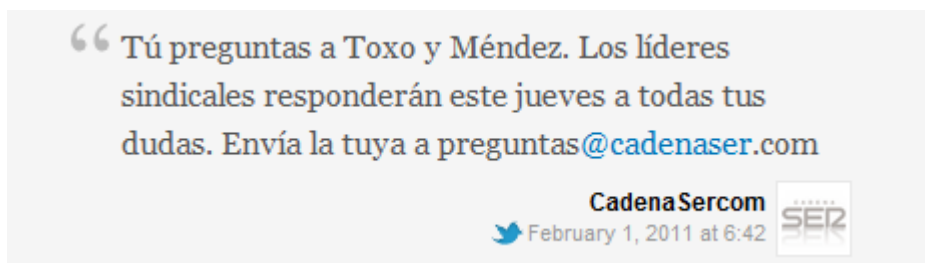 “ Tú preguntas a Toxo y Méndez. Los líderes
sindicales responderán este jueves a todas tus
dudas. Envía la tuya a preguntas@cadenaser.com
CadenaSercom
February 1, 2011 at 6:42
SER